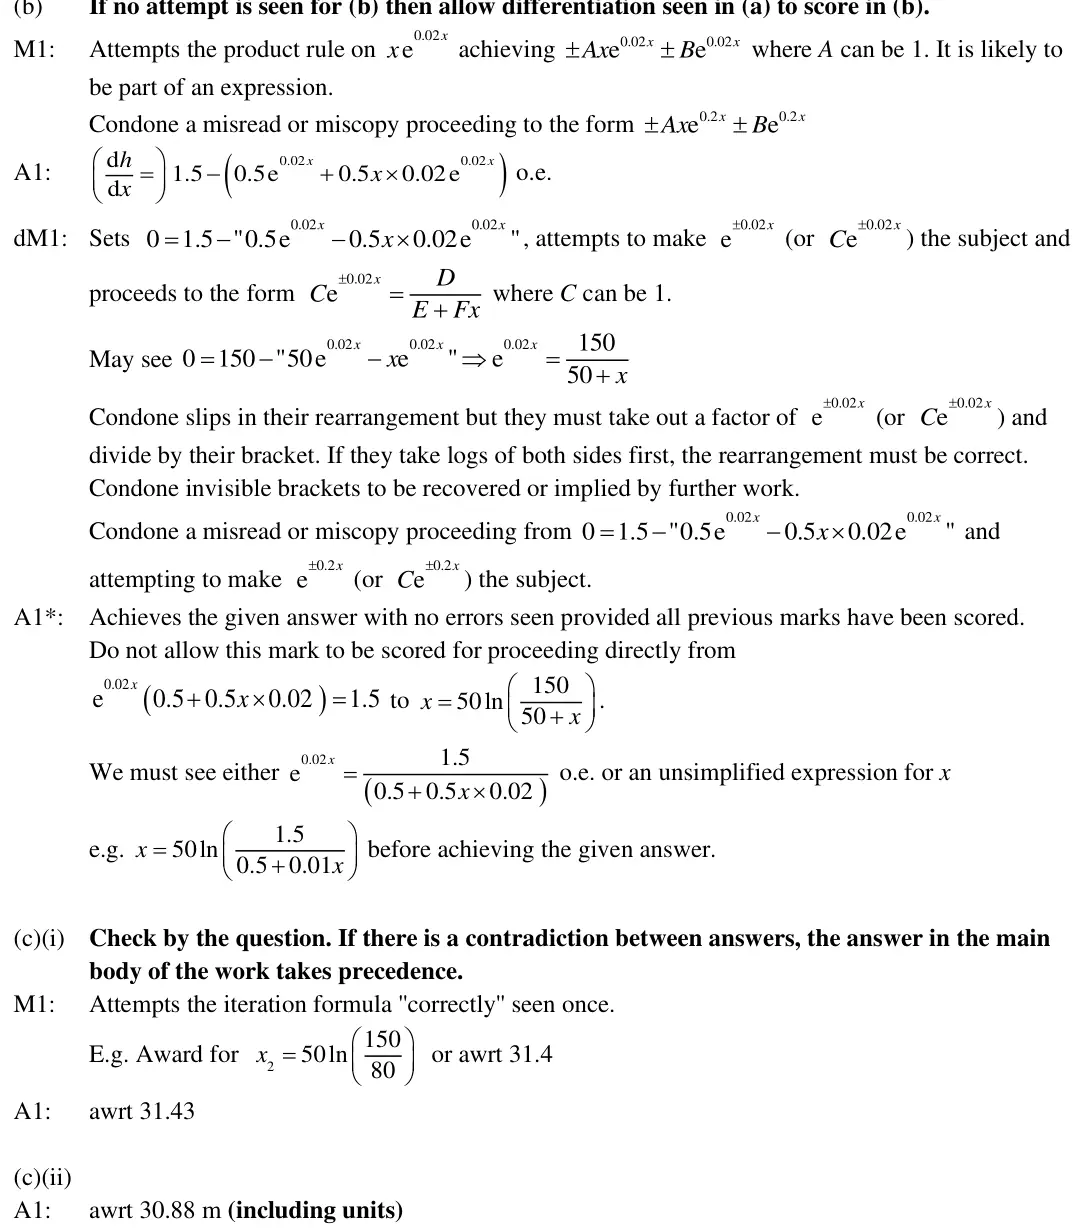 (b) If no attempt is seen for (b) then allow differentiation seen in (a) to score in (b).
M1: Attempts the product rule on xe^{0.02x} achieving ±Axe^{0.02x} ± Be^{0.02x} where A can be 1. It is likely to
be part of an expression.
Condone a misread or miscopy proceeding to the form ±Axe^{0.2x} ± Be^{0.2x}
A1: (dh/dx =) 1.5 − (0.5e^{0.02x} + 0.5x × 0.02e^{0.02x}) o.e.
dM1: Sets 0 = 1.5 − "0.5e^{0.02x} − 0.5x × 0.02e^{0.02x}", attempts to make e^{±0.02x} (or Ce^{±0.02x}) the subject and
proceeds to the form Ce^{±0.02x} = D/(E + Fx) where C can be 1.
May see 0 = 150 − "50e^{0.02x} − xe^{0.02x}" ⇒ e^{0.02x} = 150/(50 + x)
Condone slips in their rearrangement but they must take out a factor of e^{±0.02x} (or Ce^{±0.02x}) and
divide by their bracket. If they take logs of both sides first, the rearrangement must be correct.
Condone invisible brackets to be recovered or implied by further work.
Condone a misread or miscopy proceeding from 0 = 1.5 − "0.5e^{0.02x} − 0.5x × 0.02e^{0.02x}" and
attempting to make e^{±0.2x} (or Ce^{±0.2x}) the subject.
A1*: Achieves the given answer with no errors seen provided all previous marks have been scored.
Do not allow this mark to be scored for proceeding directly from
e^{0.02x}(0.5 + 0.5x × 0.02) = 1.5 to x = 50ln(150/(50 + x)).
We must see either e^{0.02x} = 1.5/(0.5 + 0.5x × 0.02) o.e. or an unsimplified expression for x
e.g. x = 50ln(1.5/(0.5 + 0.01x)) before achieving the given answer.
(c)(i) Check by the question. If there is a contradiction between answers, the answer in the main
body of the work takes precedence.
M1: Attempts the iteration formula "correctly" seen once.
E.g. Award for x₂ = 50ln(150/80) or awrt 31.4
A1: awrt 31.43
(c)(ii)
A1: awrt 30.88 m (including units)